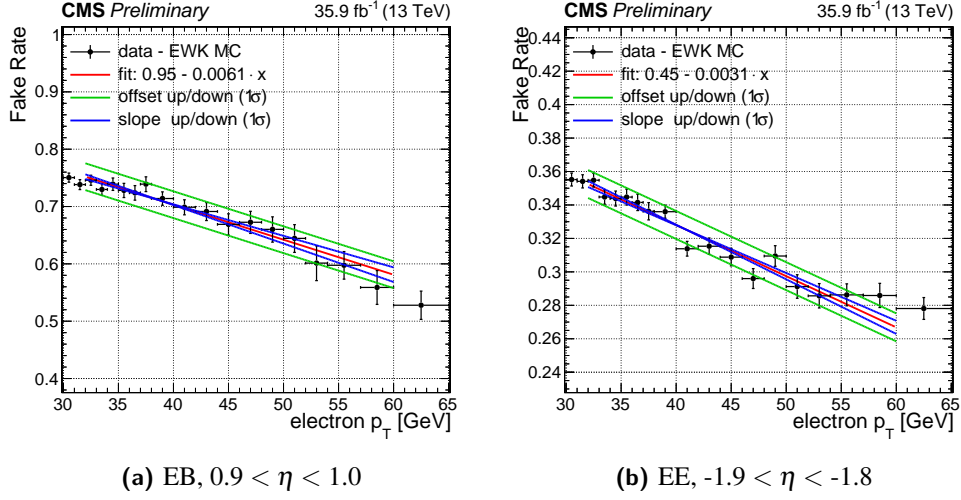 CMS Preliminary 35.9 fb⁻¹ (13 TeV)
Fake Rate
1
0.9
0.8
0.7
0.6
0.5
0.4
data - EWK MC
fit: 0.95 - 0.0061 · x
offset up/down (1σ)
slope up/down (1σ)
30 35 40 45 50 55 60 65
electron p_T [GeV]
(a) EB, 0.9 < η < 1.0
CMS Preliminary 35.9 fb⁻¹ (13 TeV)
Fake Rate
0.44
0.42
0.4
0.38
0.36
0.34
0.32
0.3
0.28
0.26
0.24
data - EWK MC
fit: 0.45 - 0.0031 · x
offset up/down (1σ)
slope up/down (1σ)
30 35 40 45 50 55 60 65
electron p_T [GeV]
(b) EE, -1.9 < η < -1.8